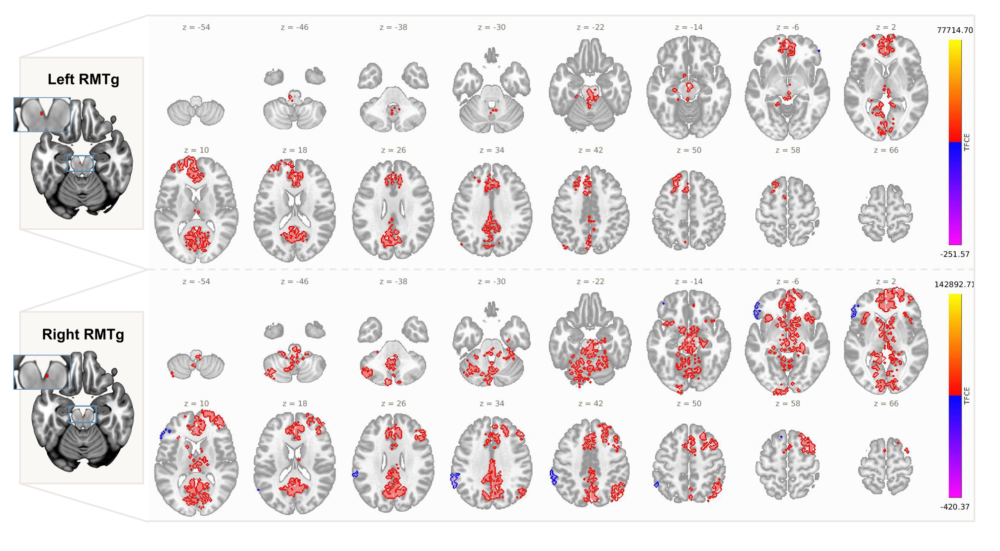 z = -54 z = -46 z = -38 z = -30 z = -22 z = -14 z = -6 z = 2
77714.70
Left RMTg
TFCE
z = 10 z = 18 z = 26 z = 34 z = 42 z = 50 z = 58 z = 66
-251.57
z = -54 z = -46 z = -38 z = -30 z = -22 z = -14 z = -6 z = 2
142892.71
Right RMTg
TFCE
z = 10 z = 18 z = 26 z = 34 z = 42 z = 50 z = 58 z = 66
-420.37